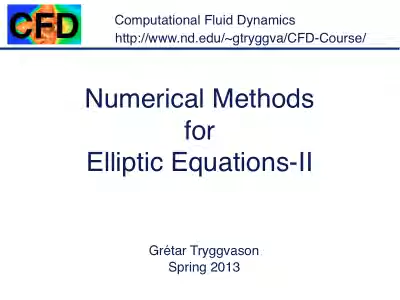 CFD
Computational Fluid Dynamics
http://www.nd.edu/~gtryggva/CFD-Course/
Numerical Methods
for
Elliptic Equations-II
Grétar Tryggvason
Spring 2013